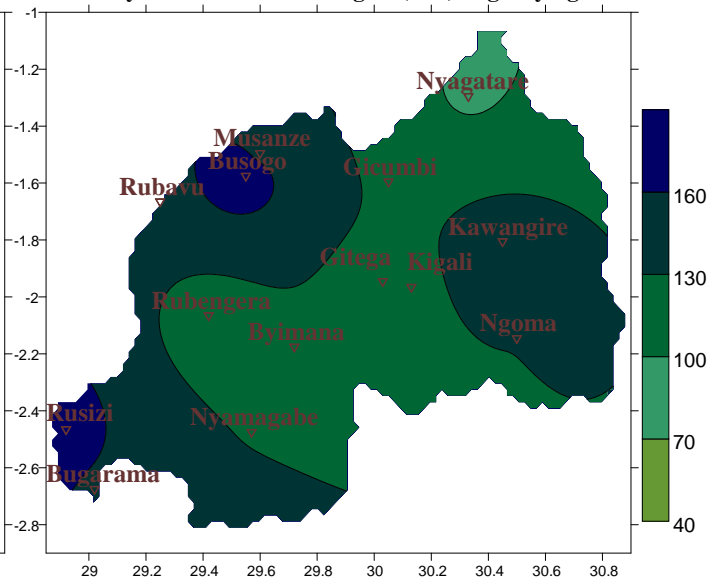 -1
-1.2
Nyagatare
-1.4
Musanze
160
Busogo
Gicumbi
-1.6
Rubavu
-1.8
Kawangire
130
Gitega
Kigali
-2
Rubengera
Ngoma
Byimana
-2.2
100
-2.4
Rusizi
Nyamagabe
70
-2.6
Bugarama
-2.8
40
29 29.2 29.4 29.6 29.8 30 30.2 30.4 30.6 30.8